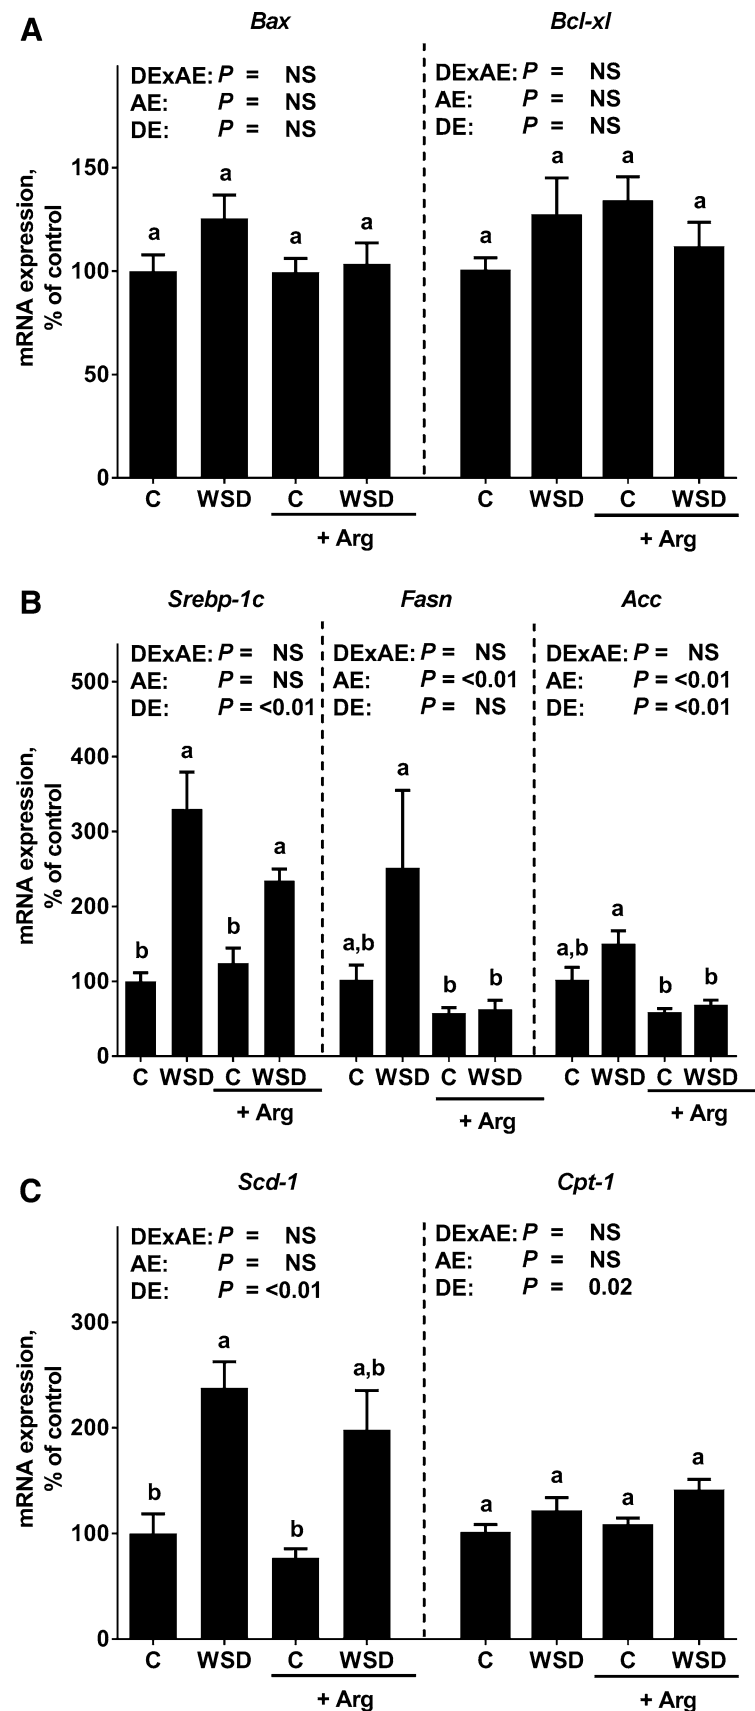 A
Bax
Bcl-xl
DExAE: P = NS
AE: P = NS
DE: P = NS
DExAE: P = NS
AE: P = NS
DE: P = NS
mRNA expression,
% of control
150
100
50
0
a
a
a
a
a
a
a
a
C WSD C WSD
+ Arg
C WSD C WSD
+ Arg
B
Srebp-1c
Fasn
Acc
DExAE: P = NS
AE: P = NS
DE: P = <0.01
DExAE: P = NS
AE: P = <0.01
DE: P = NS
DExAE: P = NS
AE: P = <0.01
DE: P = <0.01
mRNA expression,
% of control
500
400
300
200
100
0
b
a
b
a
a,b
a
b
b
a,b
a
b
b
C WSD C WSD
+ Arg
C WSD C WSD
+ Arg
C WSD C WSD
+ Arg
C
Scd-1
Cpt-1
DExAE: P = NS
AE: P = NS
DE: P = <0.01
DExAE: P = NS
AE: P = NS
DE: P = 0.02
mRNA expression,
% of control
300
200
100
0
b
a
b
a,b
a
a
a
a
C WSD C WSD
+ Arg
C WSD C WSD
+ Arg